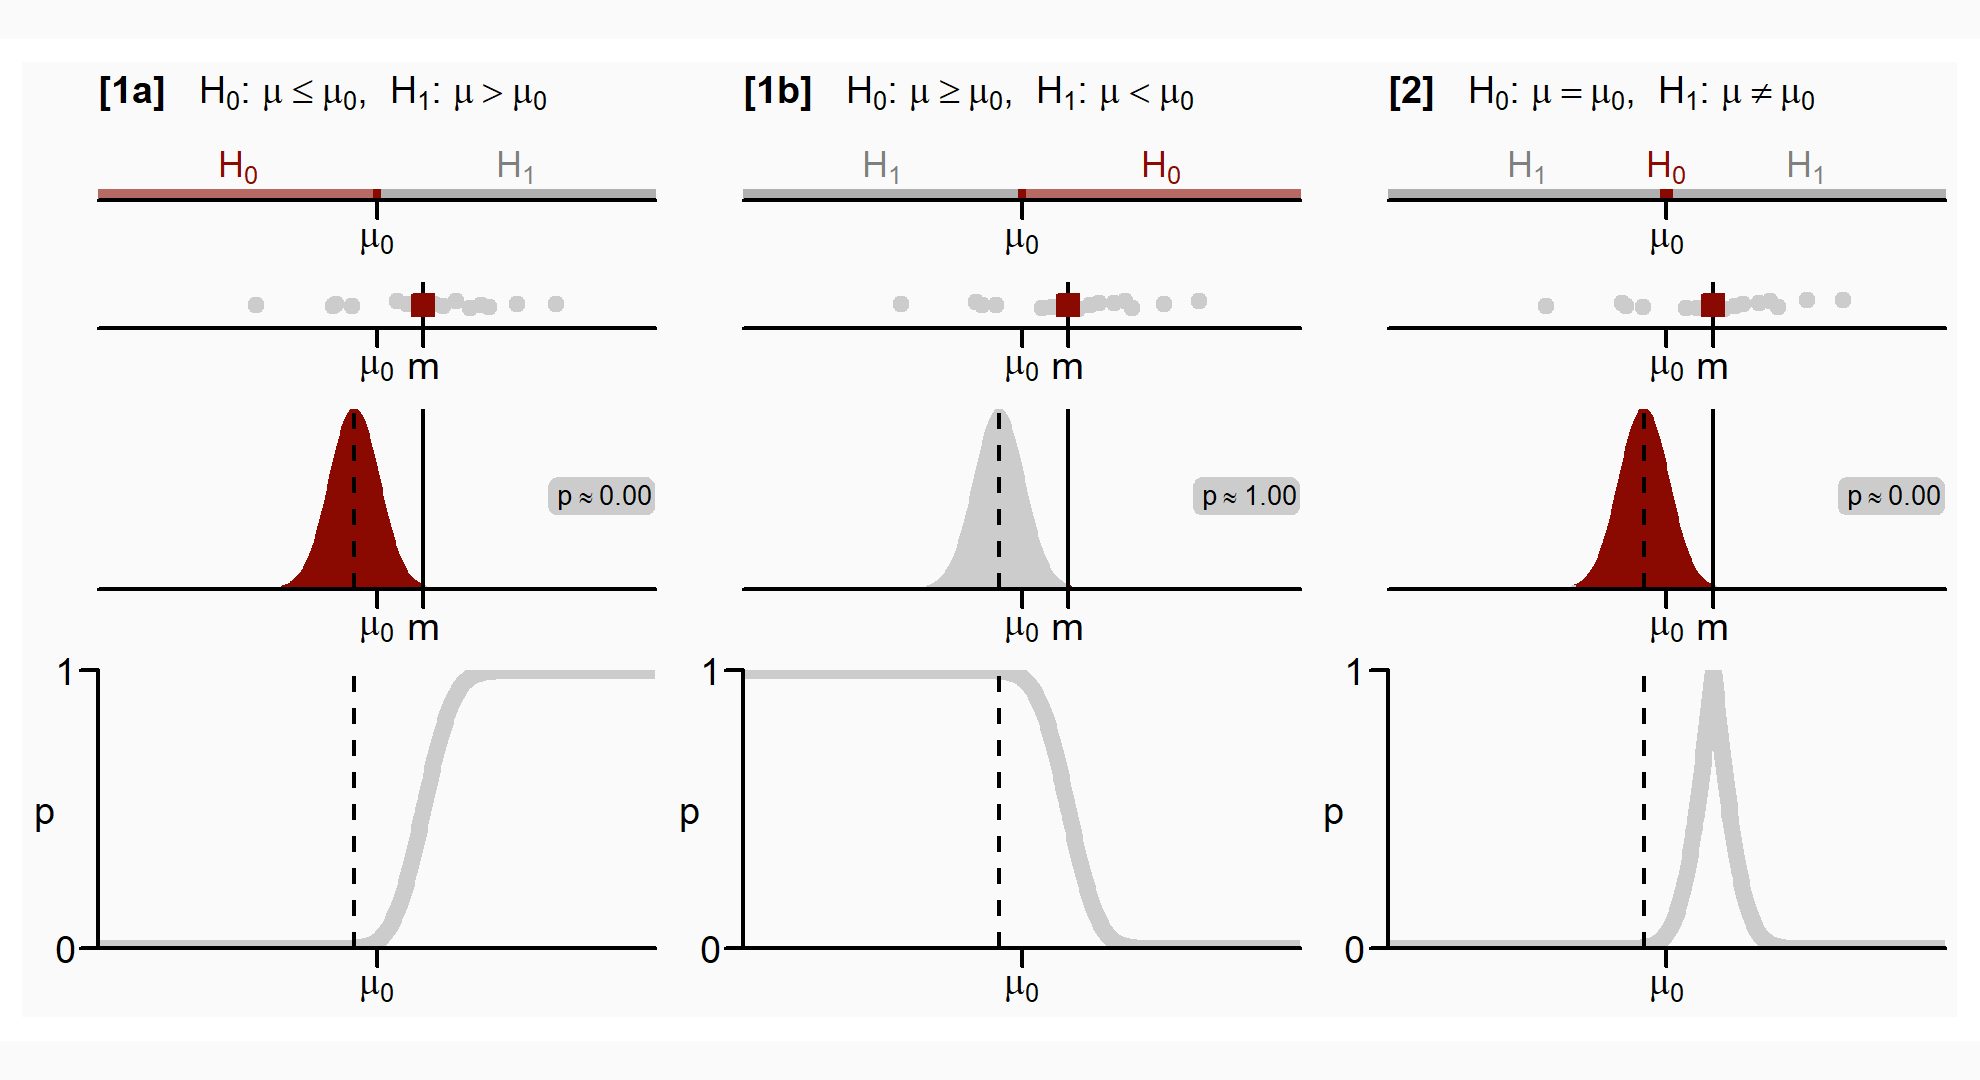 [1a] H₀: μ ≤ μ₀, H₁: μ > μ₀
H₀ H₁
μ₀
μ₀ m
p ≈ 0.00
μ₀ m
1
p
0
μ₀
[1b] H₀: μ ≥ μ₀, H₁: μ < μ₀
H₁ H₀
μ₀
μ₀ m
p ≈ 1.00
μ₀ m
1
p
0
μ₀
[2] H₀: μ = μ₀, H₁: μ ≠ μ₀
H₁ H₀ H₁
μ₀
μ₀ m
p ≈ 0.00
μ₀ m
1
p
0
μ₀